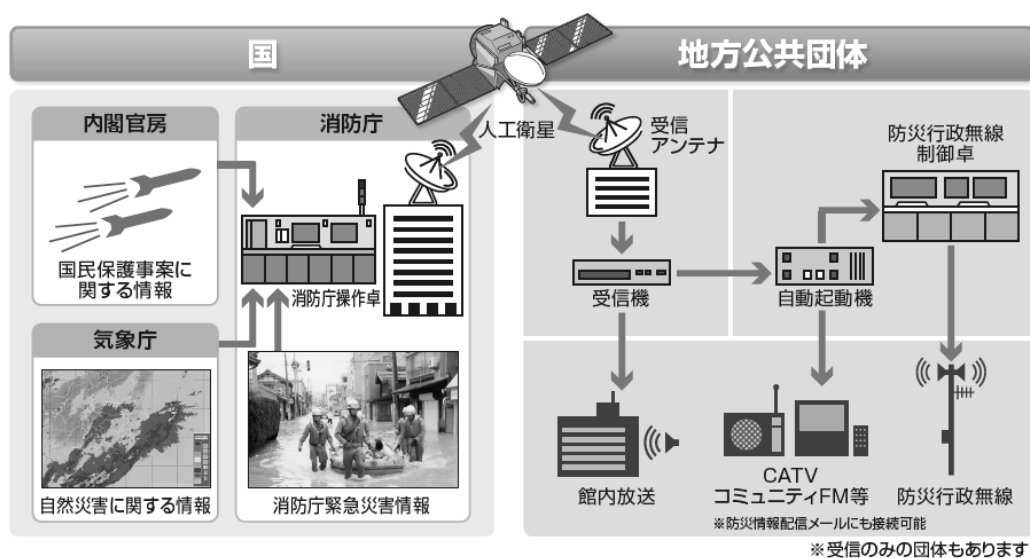 国
地方公共団体
内閣官房
国民保護事案に
関する情報
気象庁
自然災害に関する情報
消防庁
消防庁操作卓
消防庁緊急災害情報
人工衛星
受信
アンテナ
受信機
自動起動機
防災行政無線
制御卓
館内放送
CATV
コミュニティFM等
※防災情報配信メールにも接続可能
防災行政無線
※受信のみの団体もあります